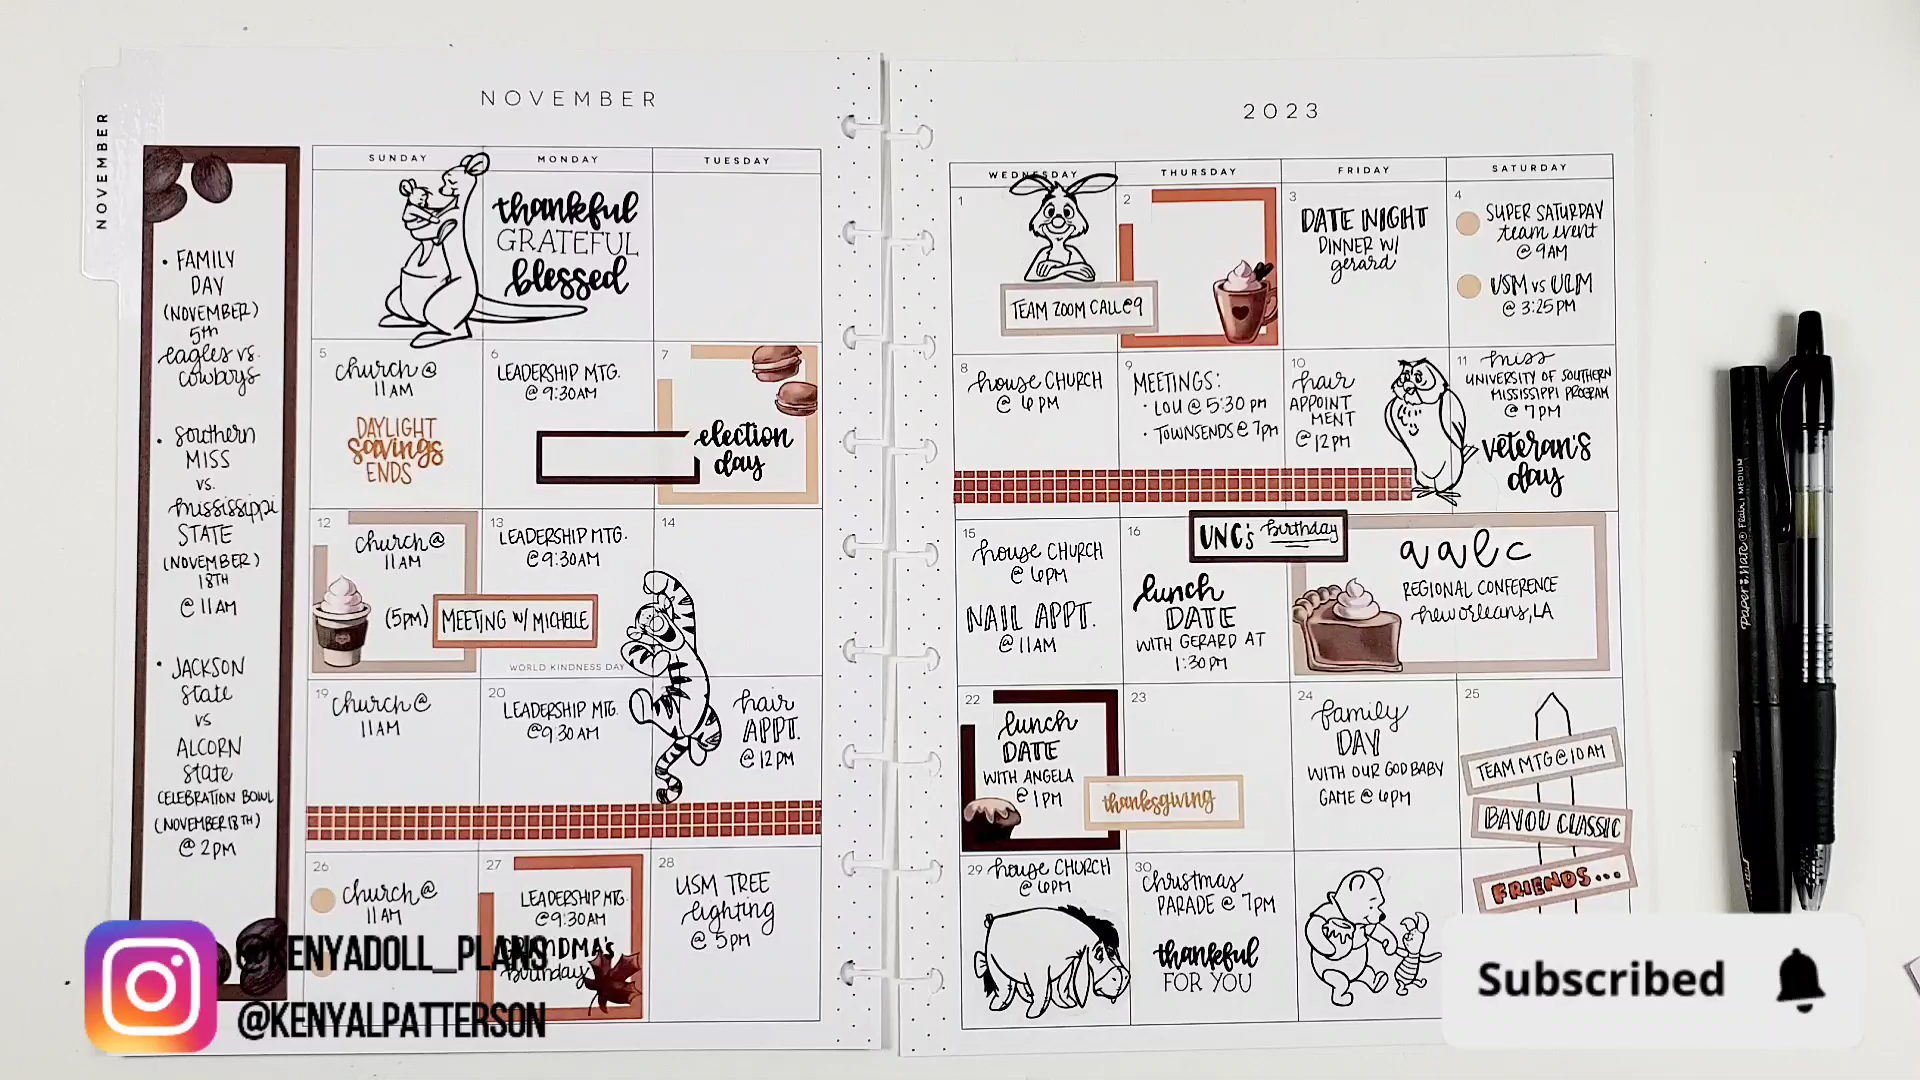 NOVEMBER
2023
NOVEMBER
• FAMILY
DAY
(NOVEMBER)
5th
eagles vs.
cowboys
• Southern
MISS
vs.
mississippi
STATE
(NOVEMBER)
18TH
@ 11AM
• JACKSON
state
vs
ALCORN
state
CELEBRATION BOWL
(NOVEMBER 18TH)
@ 2PM
SUNDAY
MONDAY
TUESDAY
WEDNESDAY
THURSDAY
FRIDAY
SATURDAY
thankful
GRATEFUL
blessed
1
TEAM ZOOM CALL@9
2
3
DATE NIGHT
DINNER W/
gerard
4
SUPER SATURDAY
team event
@ 9AM
USM vs ULM
@ 3:25PM
5
church @
11AM
DAYLIGHT
savings
ENDS
6
LEADERSHIP MTG.
@ 9:30AM
7
election
day
8
house CHURCH
@ 6PM
9
MEETINGS:
• LOU @ 5:30 PM
• TOWNSENDS @ 7PM
10
hair
APPOINT
MENT
@ 12PM
11
miss
UNIVERSITY OF SOUTHERN
MISSISSIPPI PROGRAM
@ 7PM
veteran's
day
12
church @
11AM
(5PM)
MEETING W/ MICHELLE
13
LEADERSHIP MTG.
@9:30AM
WORLD KINDNESS DAY
14
15
house CHURCH
@ 6PM
NAIL APPT.
@ 11AM
16
UNC's birthday
lunch
DATE
WITH GERARD AT
1:30PM
aalc
REGIONAL CONFERENCE
new orleans, LA
19
church @
11AM
20
LEADERSHIP MTG.
@9:30AM
hair
APPT.
@ 12PM
22
lunch
DATE
WITH ANGELA
@ 1PM
23
thanksgiving
24
family
DAY
WITH OUR GODBABY
GAME @ 6PM
25
TEAM MTG @ 10AM
BAYOU CLASSIC
FRIENDS...
26
church @
11AM
27
LEADERSHIP MTG.
@9:30AM
GRANDMA's
birthday
28
USM TREE
lighting
@ 5PM
29
house CHURCH
@ 6PM
30
christmas
PARADE @ 7PM
thankful
FOR YOU
PAPER MATE® Flair! MEDIUM
@KENYADOLL_PLANS
@KENYALPATTERSON
Subscribed